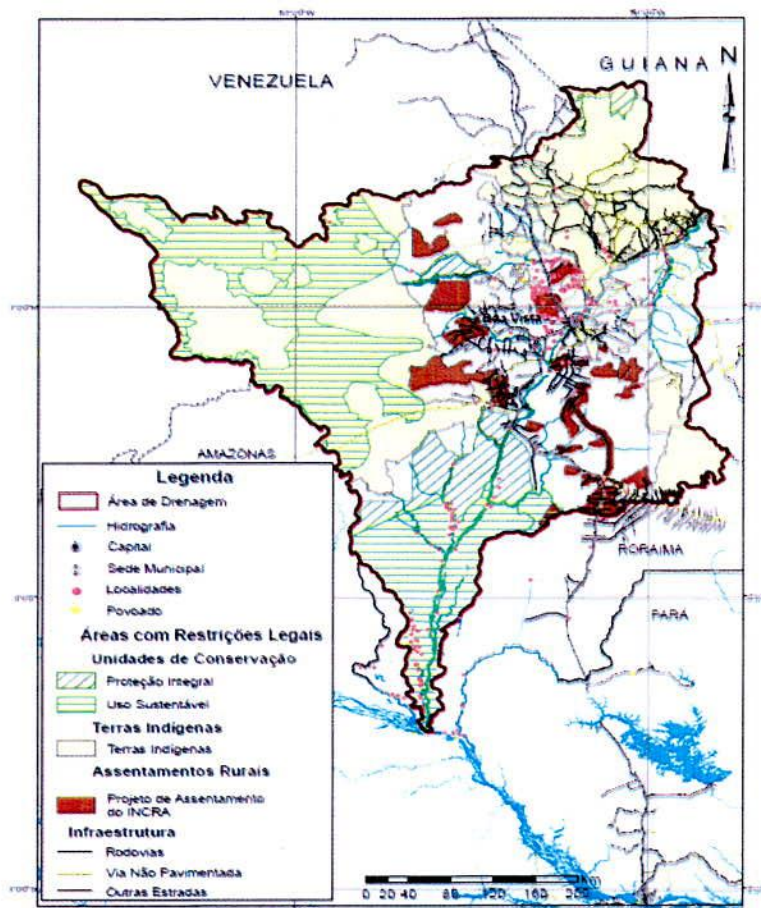 VENEZUELA
GUIANA
N
Boa Vista
AMAZONAS
RORAIMA
PARÁ
Legenda
Área de Drenagem
Hidrografia
Capital
Sede Municipal
Localidades
Povoado
Áreas com Restrições Legais
Unidades de Conservação
Proteção Integral
Uso Sustentável
Terras Indígenas
Terras Indígenas
Assentamentos Rurais
Projeto de Assentamento
do INCRA
Infraestrutura
Rodovias
Via Não Pavimentada
Outras Estradas
0 20 40 80 120 160 200
Km